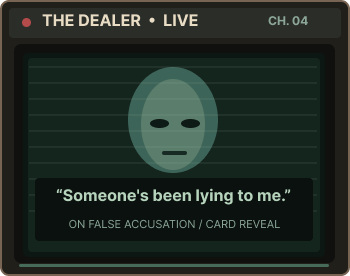 THE DEALER • LIVE
CH. 04
“Someone's been lying to me.”
ON FALSE ACCUSATION / CARD REVEAL